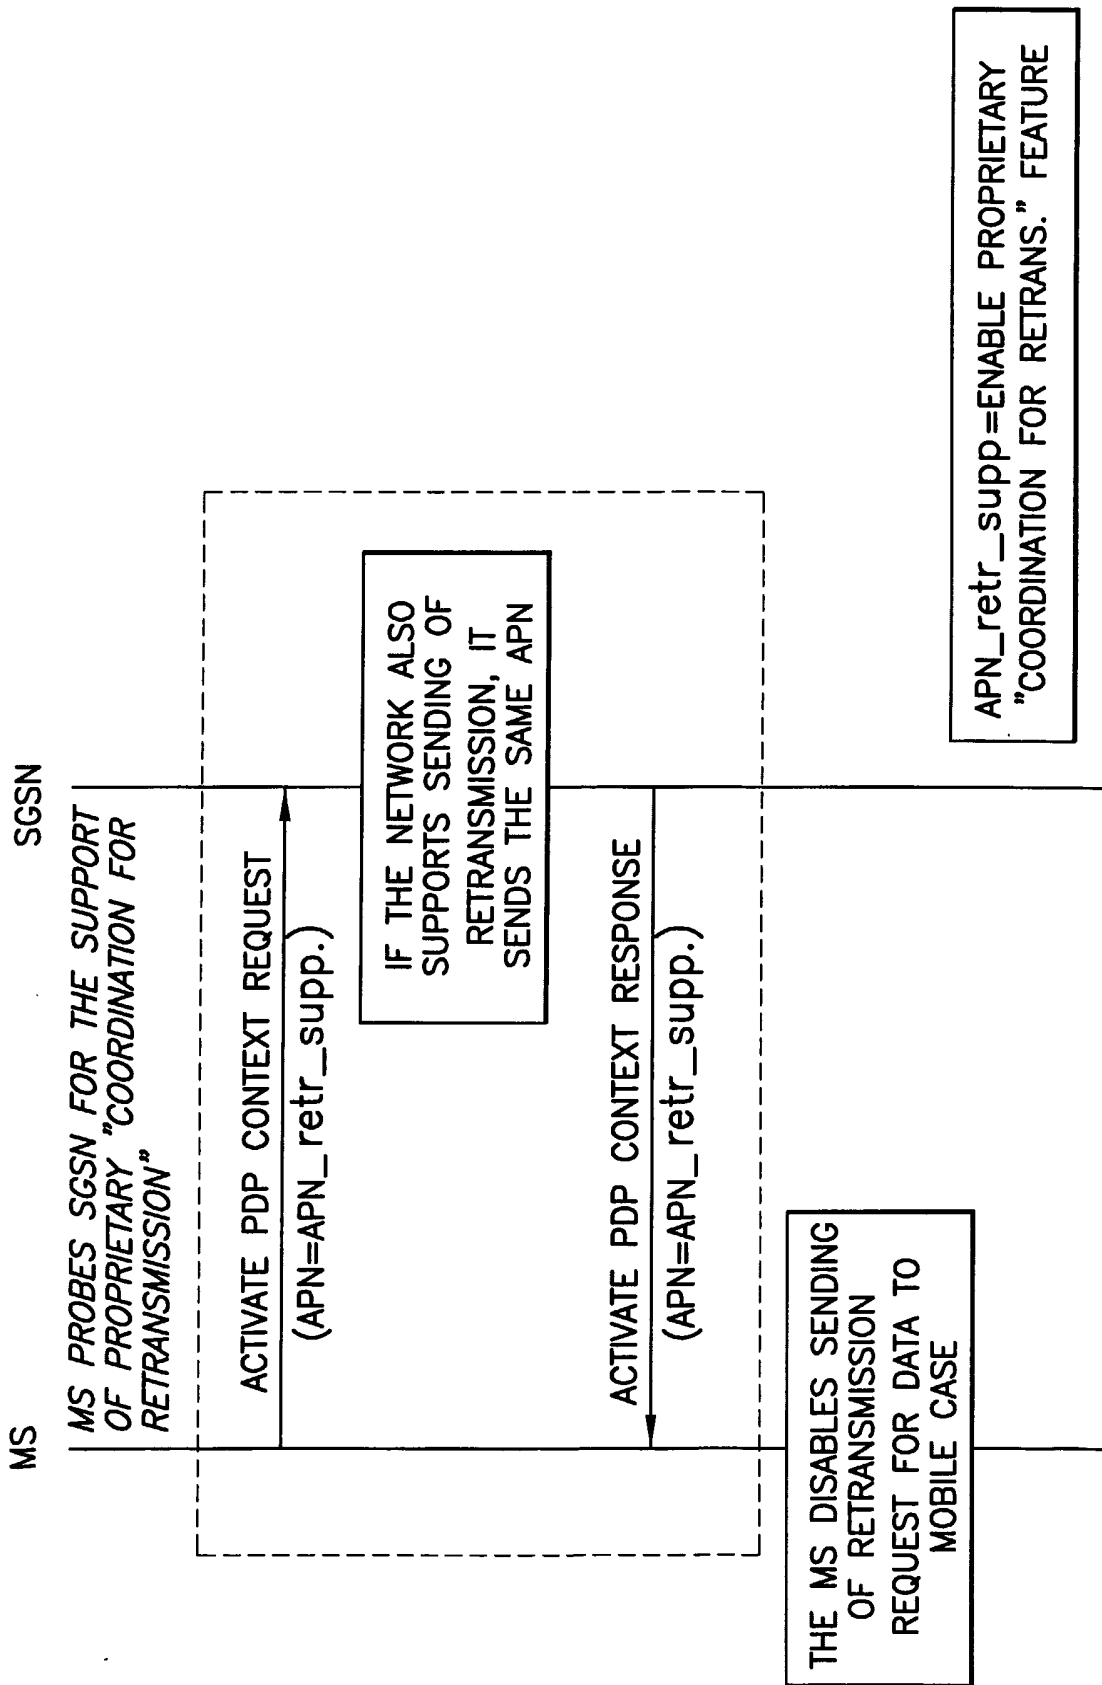 MS
SGSN
MS PROBES SGSN FOR THE SUPPORT
OF PROPRIETARY "COORDINATION FOR
RETRANSMISSION"
ACTIVATE PDP CONTEXT REQUEST
(APN=APN_retr_supp.)
IF THE NETWORK ALSO
SUPPORTS SENDING OF
RETRANSMISSION, IT
SENDS THE SAME APN
ACTIVATE PDP CONTEXT RESPONSE
(APN=APN_retr_supp.)
THE MS DISABLES SENDING
OF RETRANSMISSION
REQUEST FOR DATA TO
MOBILE CASE
APN_retr_supp=ENABLE PROPRIETARY
"COORDINATION FOR RETRANS." FEATURE